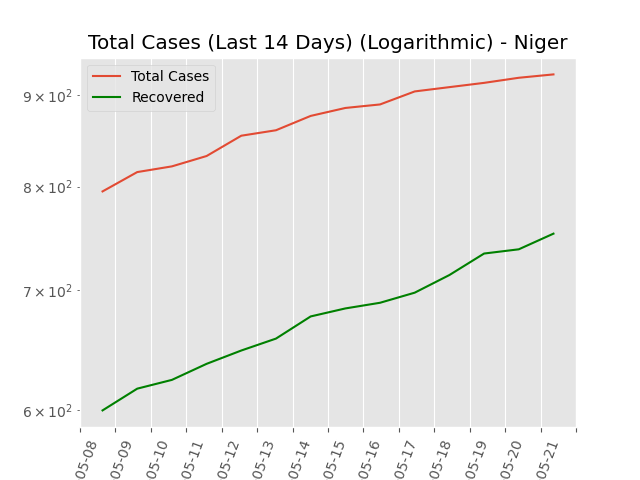 Total Cases (Last 14 Days) (Logarithmic) - Niger
Total Cases
Recovered
9 × 10²
8 × 10²
7 × 10²
6 × 10²
05-08
05-09
05-10
05-11
05-12
05-13
05-14
05-15
05-16
05-17
05-18
05-19
05-20
05-21